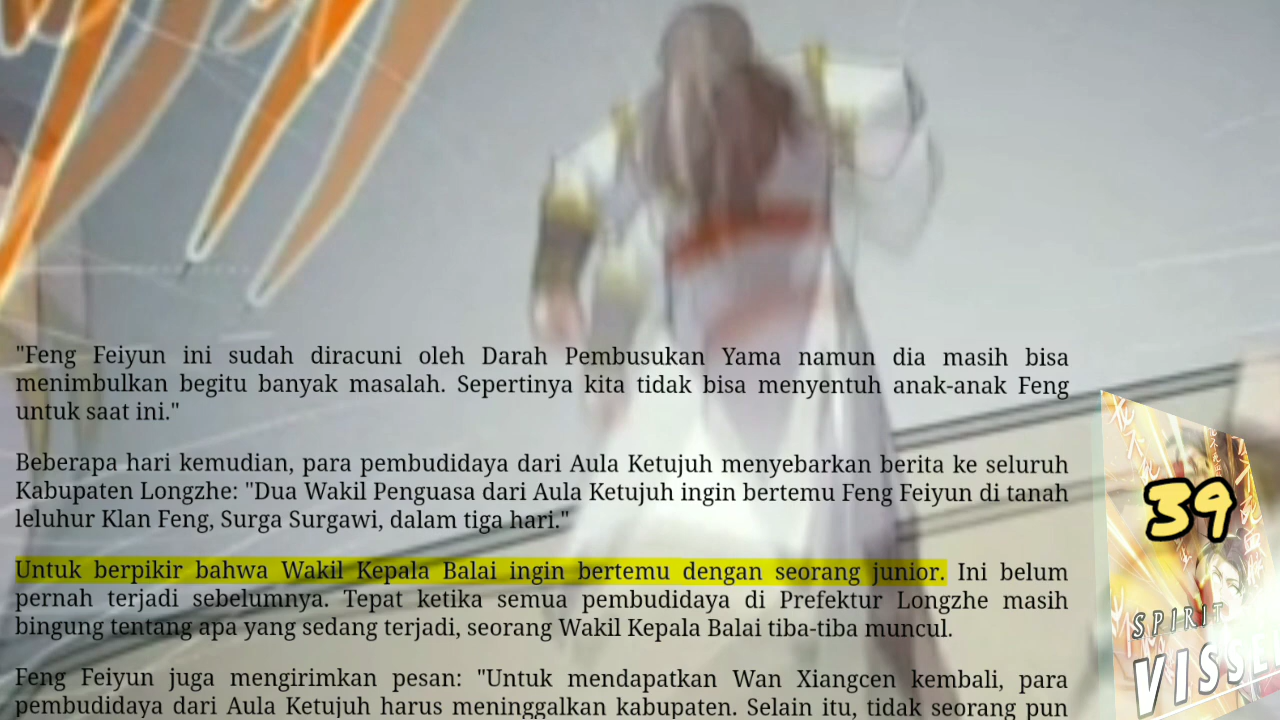 "Feng Feiyun ini sudah diracuni oleh Darah Pembusukan Yama namun dia masih bisa
menimbulkan begitu banyak masalah. Sepertinya kita tidak bisa menyentuh anak-anak Feng
untuk saat ini."
Beberapa hari kemudian, para pembudidaya dari Aula Ketujuh menyebarkan berita ke seluruh
Kabupaten Longzhe: "Dua Wakil Penguasa dari Aula Ketujuh ingin bertemu Feng Feiyun di tanah
leluhur Klan Feng, Surga Surgawi, dalam tiga hari."
Untuk berpikir bahwa Wakil Kepala Balai ingin bertemu dengan seorang junior. Ini belum
pernah terjadi sebelumnya. Tepat ketika semua pembudidaya di Prefektur Longzhe masih
bingung tentang apa yang sedang terjadi, seorang Wakil Kepala Balai tiba-tiba muncul.
Feng Feiyun juga mengirimkan pesan: "Untuk mendapatkan Wan Xiangcen kembali, para
pembudidaya dari Aula Ketujuh harus meninggalkan kabupaten. Selain itu, tidak seorang pun
39
SPIRIT
VISSE